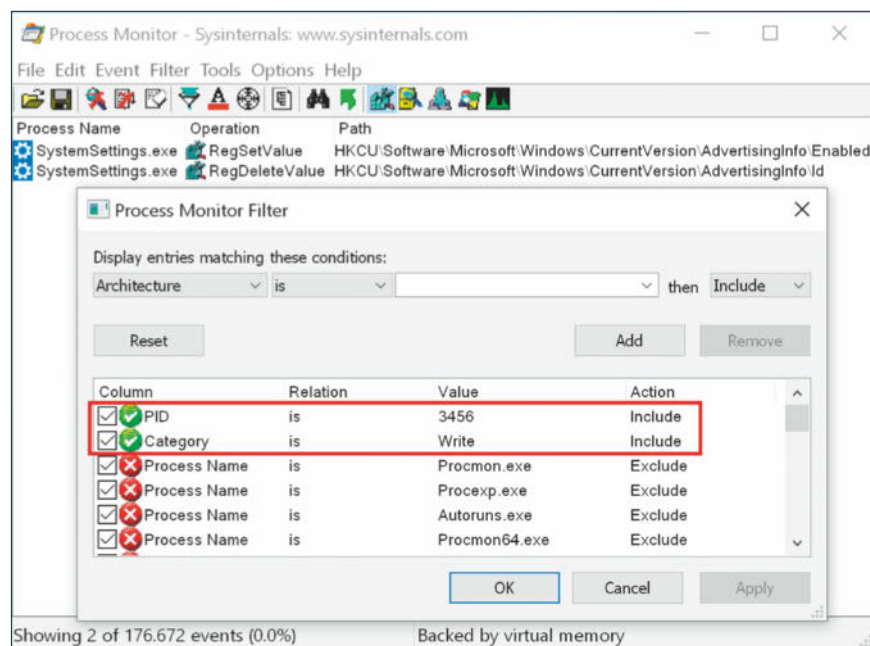 Process Monitor - Sysinternals: www.sysinternals.com
File Edit Event Filter Tools Options Help
Process Name Operation Path
SystemSettings.exe RegSetValue HKCU\Software\Microsoft\Windows\CurrentVersion\AdvertisingInfo\Enabled
SystemSettings.exe RegDeleteValue HKCU\Software\Microsoft\Windows\CurrentVersion\AdvertisingInfo\Id
Process Monitor Filter
Display entries matching these conditions:
Architecture is then Include
Reset Add Remove
Column Relation Value Action
PID is 3456 Include
Category is Write Include
Process Name is Procmon.exe Exclude
Process Name is Procexp.exe Exclude
Process Name is Autoruns.exe Exclude
Process Name is Procmon64.exe Exclude
OK Cancel Apply
Showing 2 of 176.672 events (0.0%) Backed by virtual memory